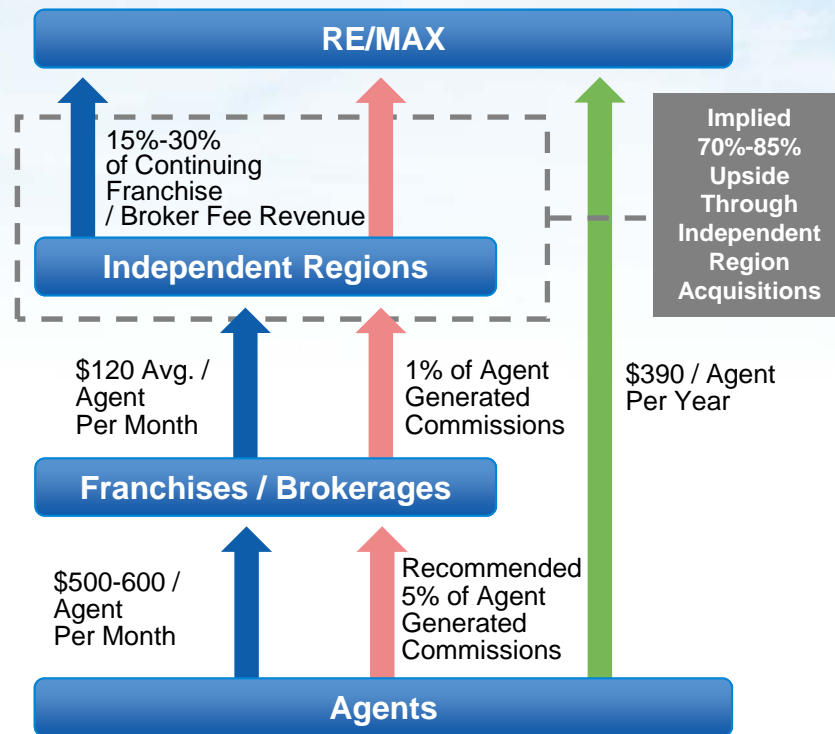 RE/MAX
15%-30%
of Continuing
Franchise
/ Broker Fee Revenue
Implied
70%-85%
Upside
Through
Independent
Region
Acquisitions
Independent Regions
$120 Avg. /
Agent
Per Month
1% of Agent
Generated
Commissions
$390 / Agent
Per Year
Franchises / Brokerages
$500-600 /
Agent
Per Month
Recommended
5% of Agent
Generated
Commissions
Agents